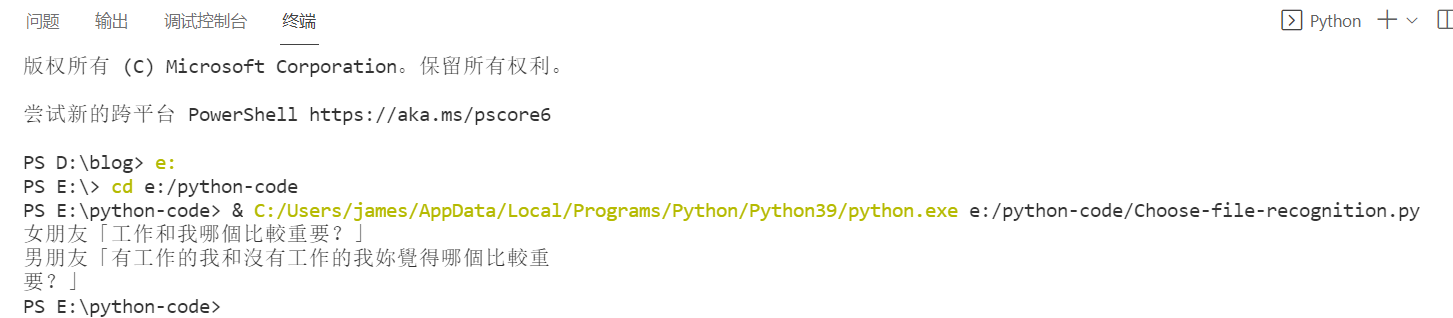 问题 输出 调试控制台 终端 Python
版权所有 (C) Microsoft Corporation。保留所有权利。
尝试新的跨平台 PowerShell https://aka.ms/pscore6
PS D:\blog> e:
PS E:\> cd e:/python-code
PS E:\python-code> & C:/Users/james/AppData/Local/Programs/Python/Python39/python.exe e:/python-code/Choose-file-recognition.py
女朋友「工作和我哪個比較重要？」
男朋友「有工作的我和沒有工作的我妳覺得哪個比較重
要？」
PS E:\python-code>